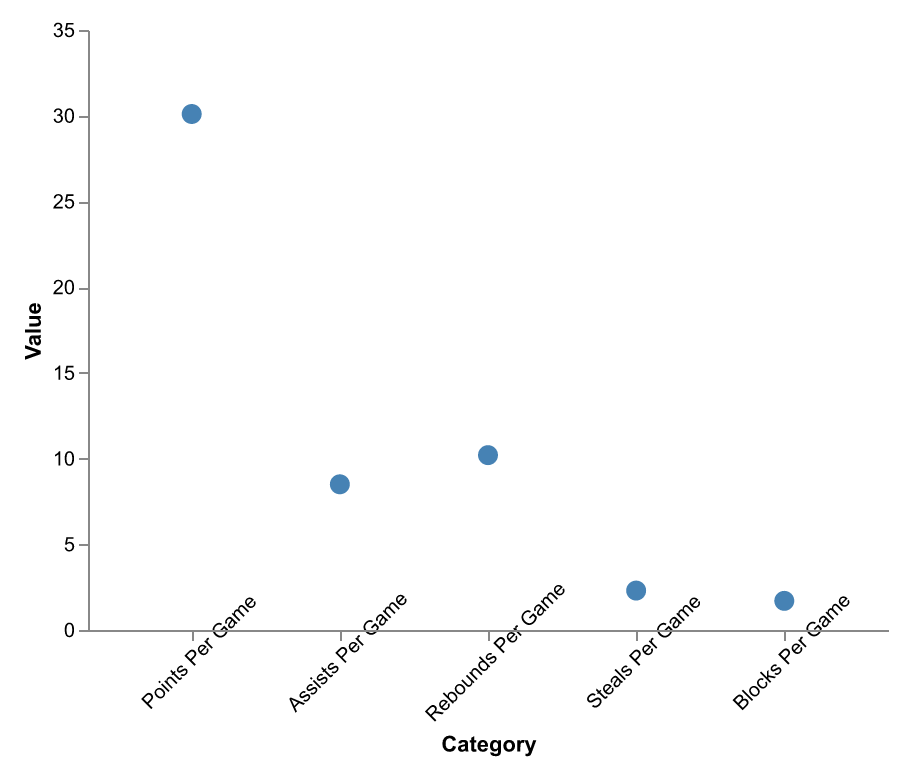 35
30
25
20
15
10
5
0
Value
Points Per Game
Assists Per Game
Rebounds Per Game
Steals Per Game
Blocks Per Game
Category